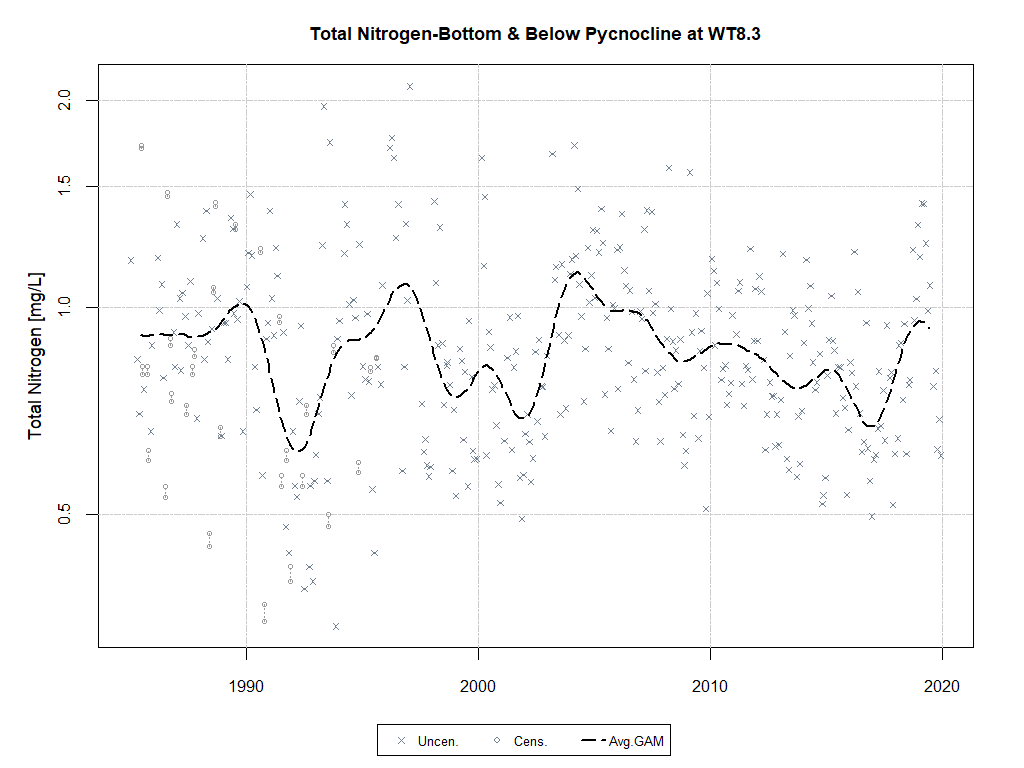 Total Nitrogen-Bottom & Below Pycnocline at WT8.3
Total Nitrogen [mg/L]
2.0
1.5
1.0
0.5
1990 2000 2010 2020
Uncen. Cens. Avg.GAM